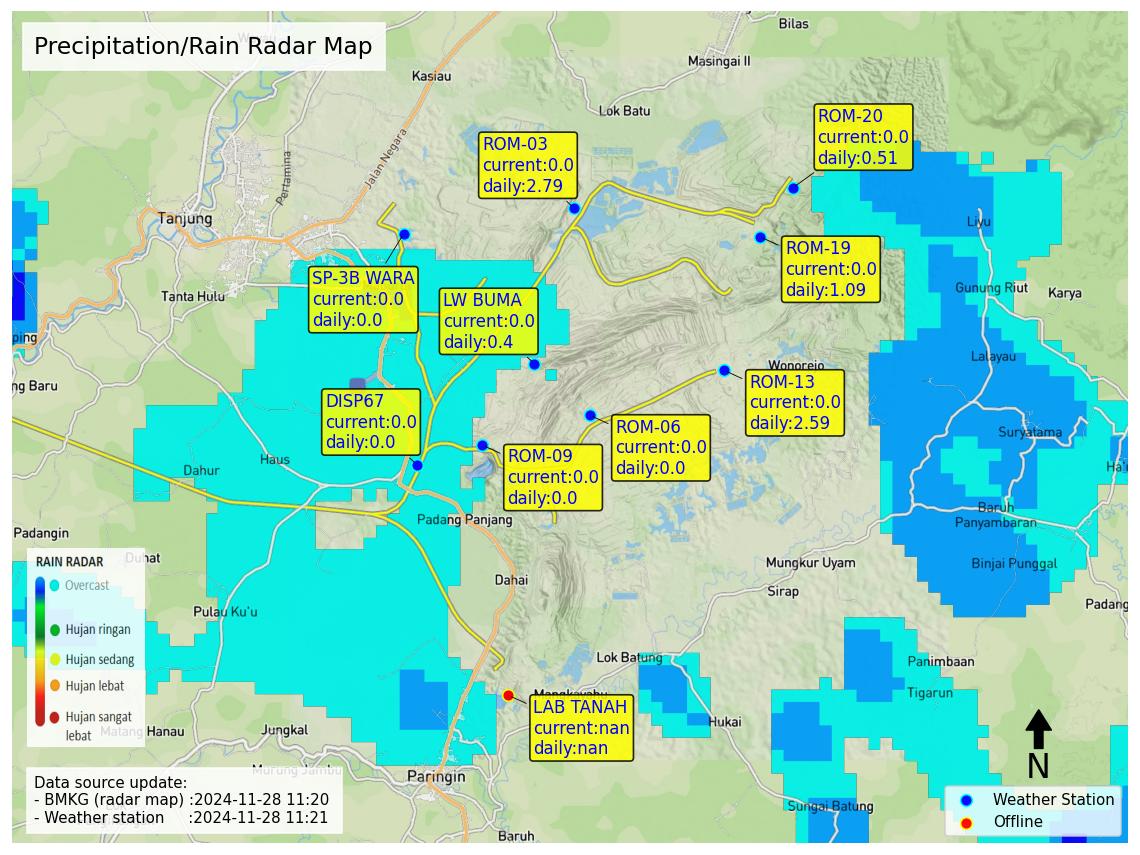 Precipitation/Rain Radar Map
Bilas
Masingai II
Kasiau
Lok Batu
Jalan Negara
Pertamina
Tanjung
Tanta Hulu
ROM-03
current:0.0
daily:2.79
ROM-20
current:0.0
daily:0.51
ROM-19
current:0.0
daily:1.09
Liyu
Gunung Riut
Karya
SP-3B WARA
current:0.0
daily:0.0
LW BUMA
current:0.0
daily:0.4
ping
ng Baru
Lalayau
Wonorejo
ROM-13
current:0.0
daily:2.59
DISP67
current:0.0
daily:0.0
ROM-06
current:0.0
daily:0.0
ROM-09
current:0.0
daily:0.0
Suryatama
Haus
Dahur
Baruh
Panyambaran
Padang Panjang
Padangin
Duhat
Dahai
Mungkur Uyam
Binjai Punggal
Sirap
Padang
Pulau Ku'u
RAIN RADAR
Overcast
Hujan ringan
Hujan sedang
Hujan lebat
Hujan sangat
lebat
Lok Batung
Panimbaan
Tigarun
Hukai
LAB TANAH
current:nan
daily:nan
Matang Hanau
Jungkal
Murung Jambu
Paringin
Baruh
Sungai Batung
N
Data source update:
- BMKG (radar map) :2024-11-28 11:20
- Weather station :2024-11-28 11:21
Weather Station
Offline